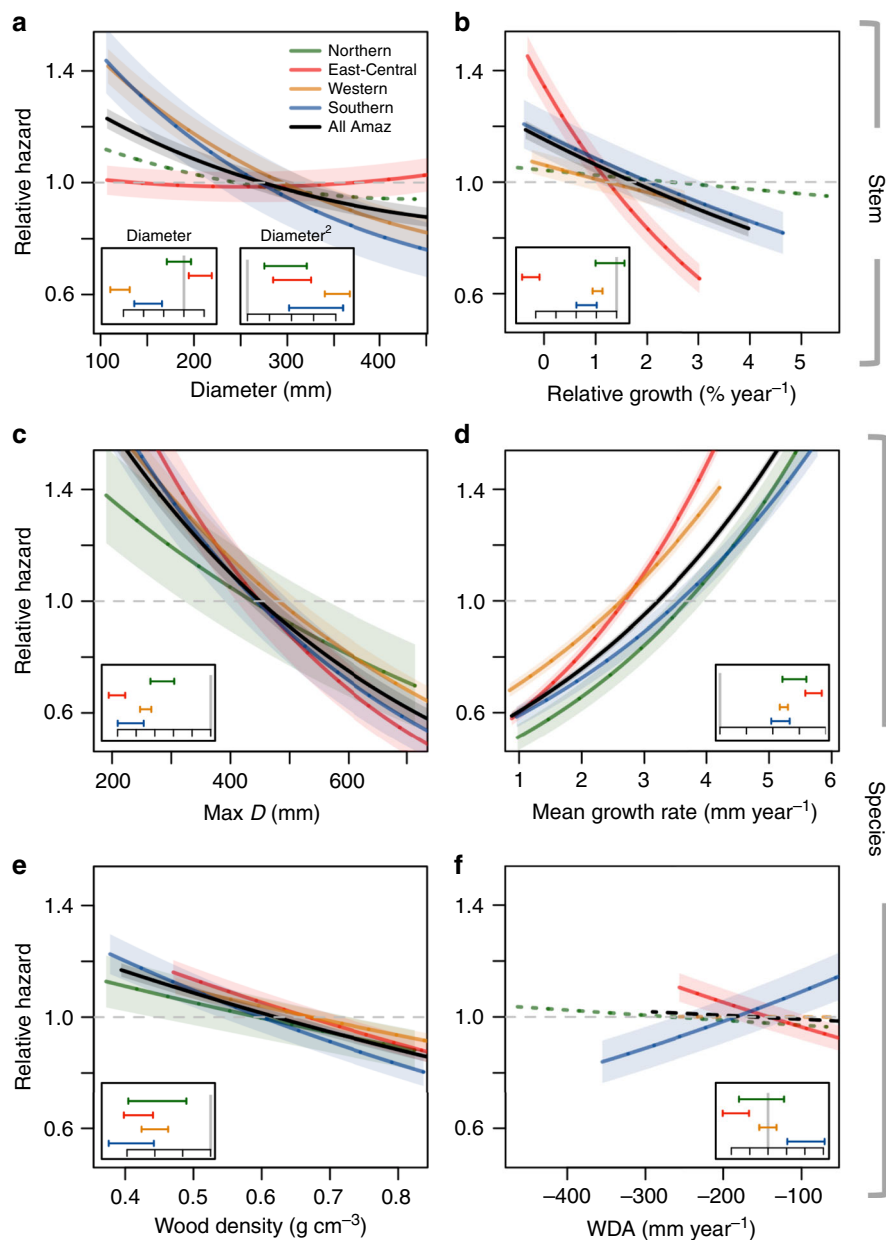 a
Relative hazard
1.4
1.0
0.6
Northern
East-Central
Western
Southern
All Amaz
Diameter
Diameter²
100
200
300
400
Diameter (mm)
b
1.4
1.0
0.6
0
1
2
3
4
5
Relative growth (% year⁻¹)
Stem
c
Relative hazard
1.4
1.0
0.6
200
400
600
Max D (mm)
d
1.4
1.0
0.6
1
2
3
4
5
6
Mean growth rate (mm year⁻¹)
Species
e
Relative hazard
1.4
1.0
0.6
0.4
0.5
0.6
0.7
0.8
Wood density (g cm⁻³)
f
1.4
1.0
0.6
−400
−300
−200
−100
WDA (mm year⁻¹)